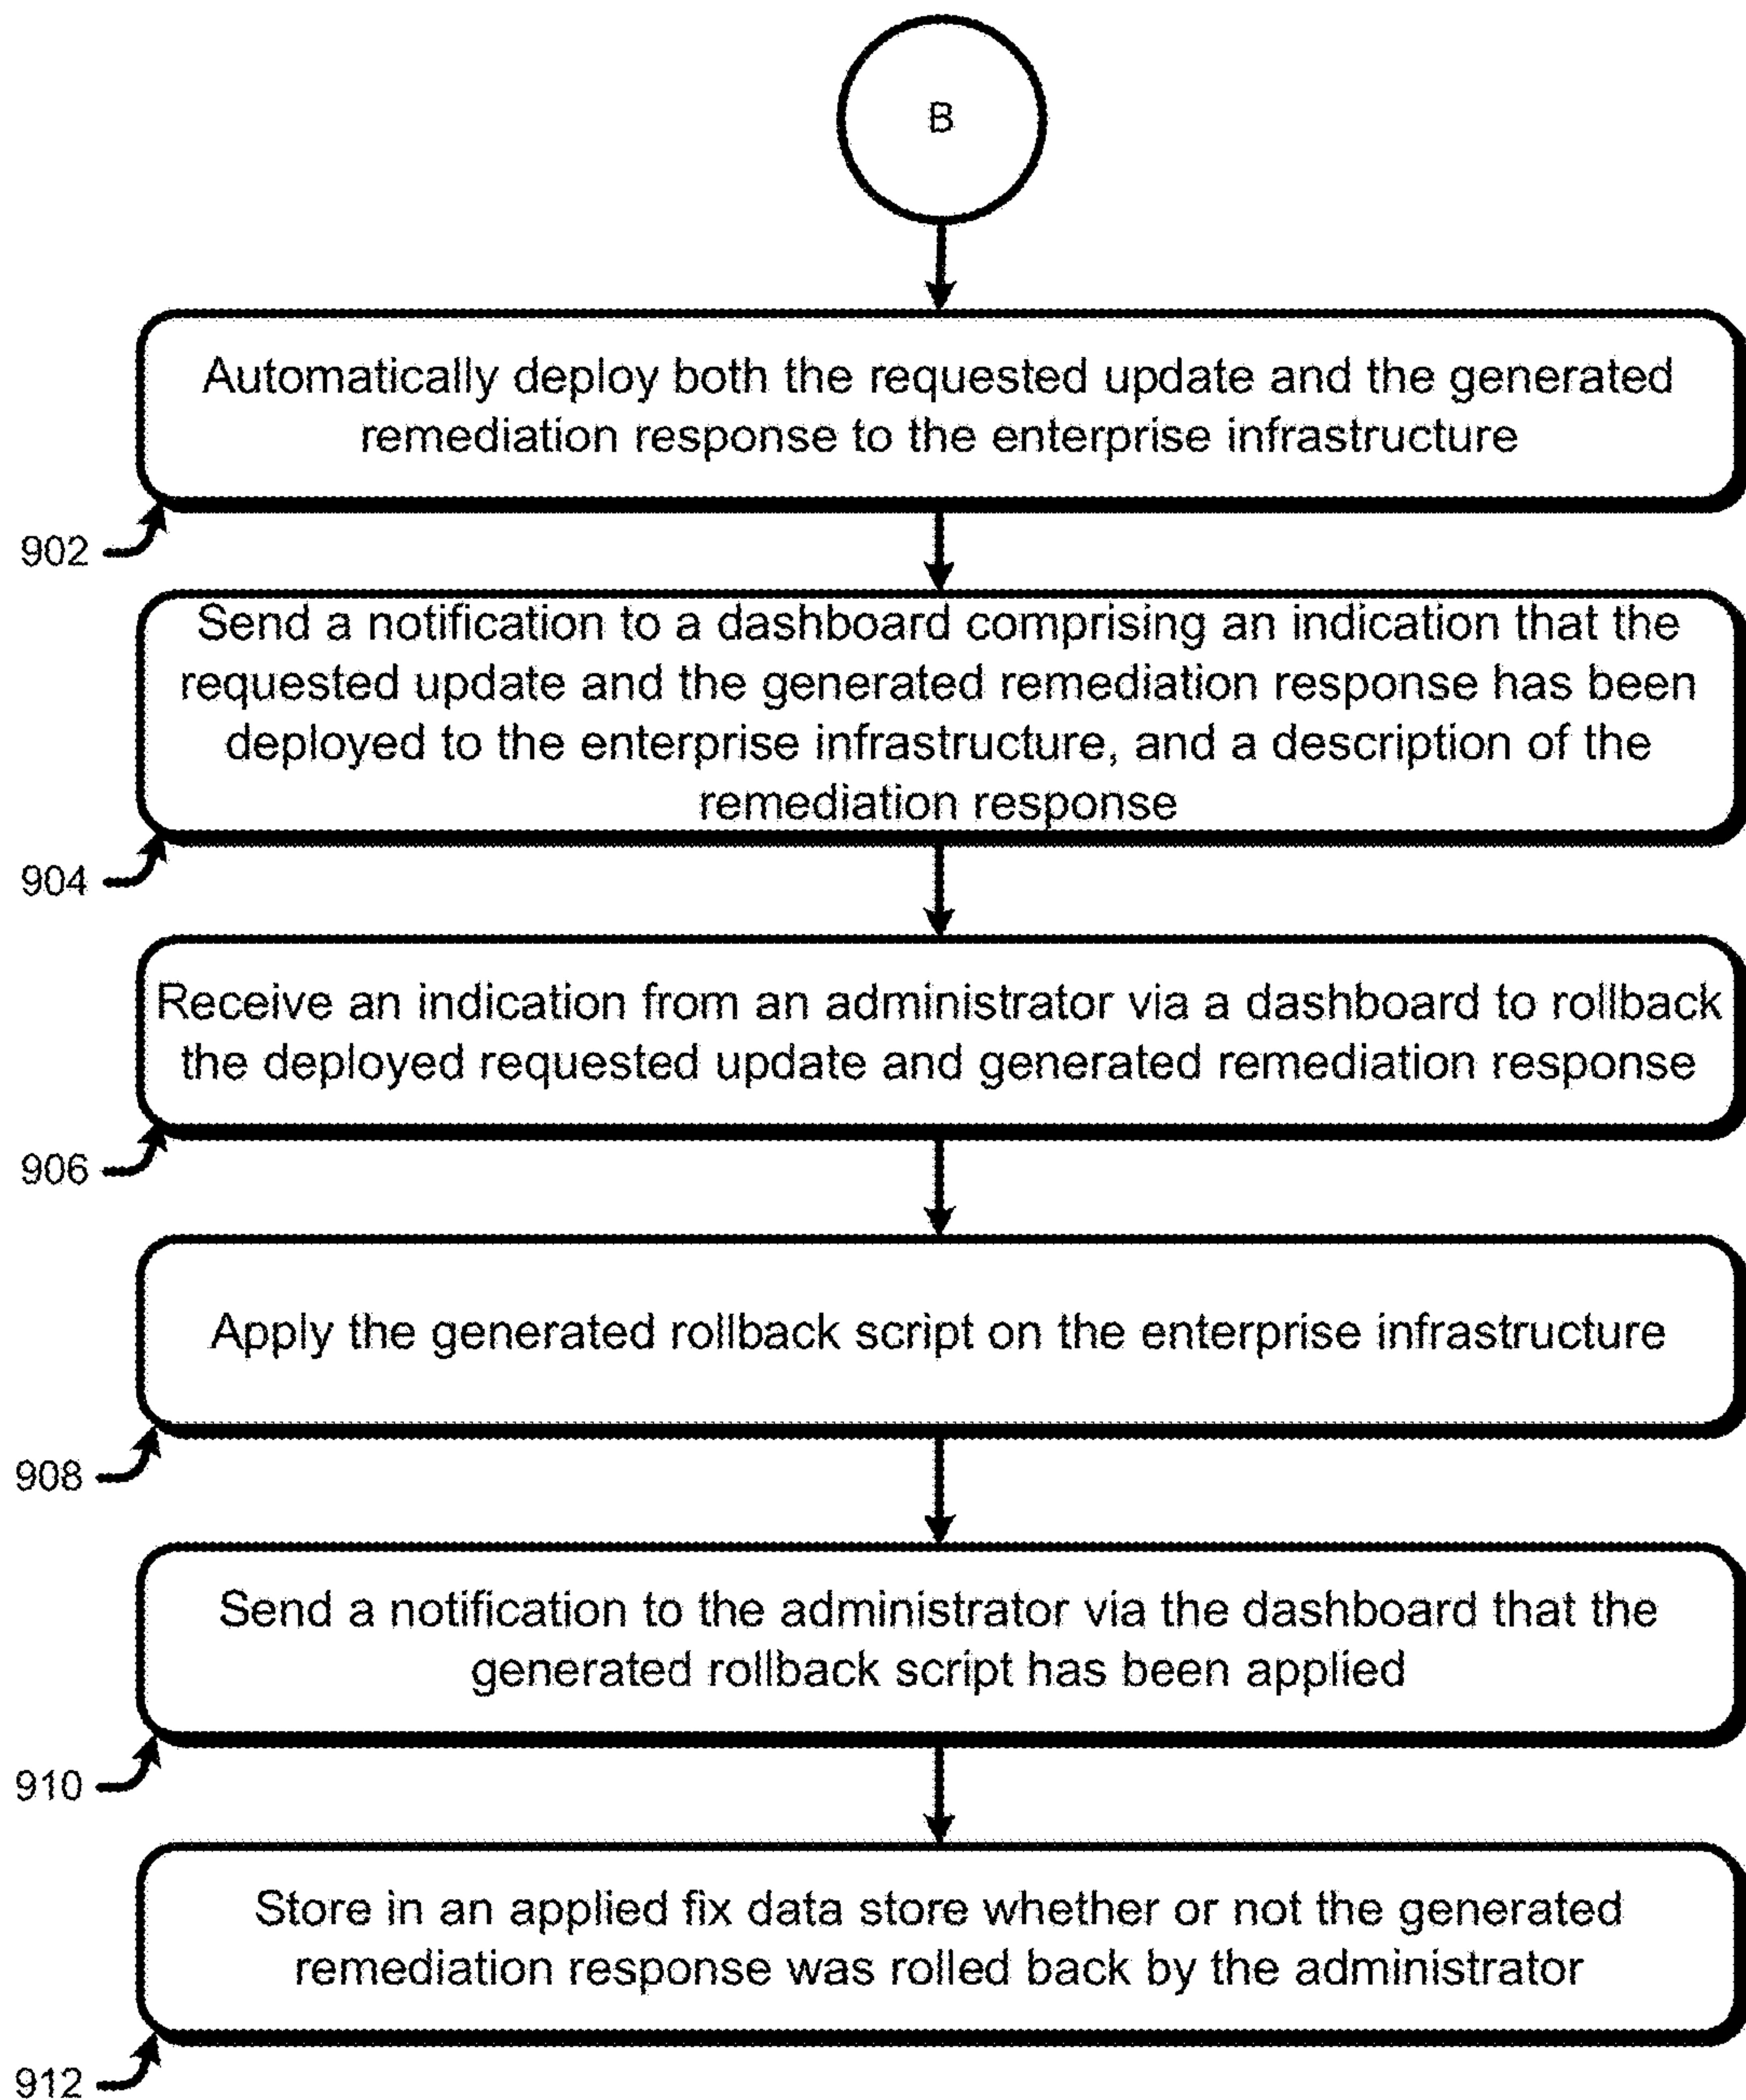 B
Automatically deploy both the requested update and the generated
remediation response to the enterprise infrastructure
902
Send a notification to a dashboard comprising an indication that the
requested update and the generated remediation response has been
deployed to the enterprise infrastructure, and a description of the
remediation response
904
Receive an indication from an administrator via a dashboard to rollback
the deployed requested update and generated remediation response
906
Apply the generated rollback script on the enterprise infrastructure
908
Send a notification to the administrator via the dashboard that the
generated rollback script has been applied
910
Store in an applied fix data store whether or not the generated
remediation response was rolled back by the administrator
912